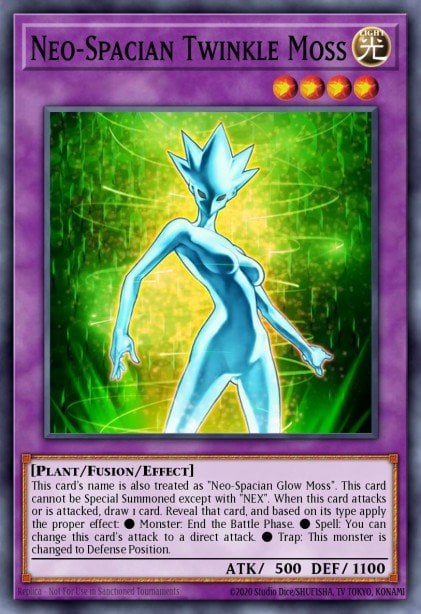 Neo-Spacian Twinkle Moss
LIGHT
光
[Plant/Fusion/Effect]
This card's name is also treated as "Neo-Spacian Glow Moss". This card
cannot be Special Summoned except with "NEX". When this card attacks
or is attacked, draw 1 card. Reveal that card, and based on its type apply
the proper effect: ● Monster: End the Battle Phase. ● Spell: You can
change this card's attack to a direct attack. ● Trap: This monster
is changed to Defense Position.
ATK/ 500 DEF/ 1100
Replica - Not For Use in Sanctioned Tournaments
©2020 Studio Dice/SHUEISHA, TV TOKYO, KONAMI